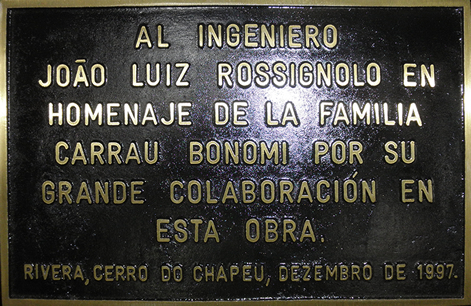 AL INGENIERO
JOÃO LUIZ ROSSIGNOLO EN
HOMENAJE DE LA FAMILIA
CARRAU BONOMI POR SU
GRANDE COLABORACIÓN EN
ESTA OBRA.
RIVERA, CERRO DO CHAPEU, DEZEMBRO DE 1997.